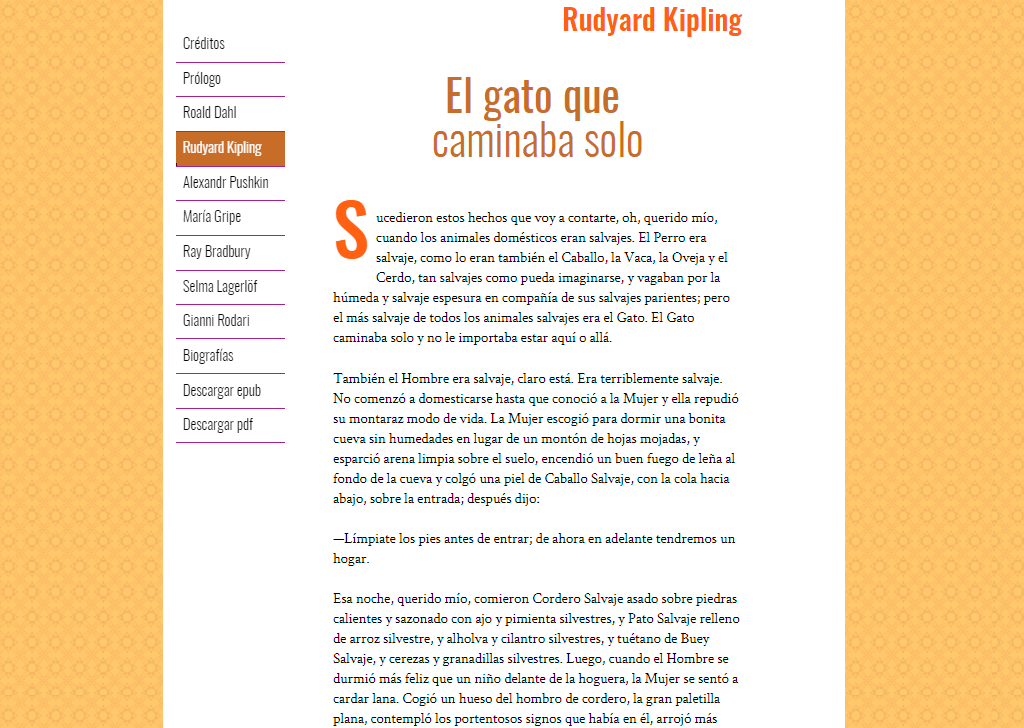 Rudyard Kipling
Créditos
Prólogo
Roald Dahl
Rudyard Kipling
Alexandr Pushkin
María Gripe
Ray Bradbury
Selma Lagerlöf
Gianni Rodari
Biografías
Descargar epub
Descargar pdf
El gato que
caminaba solo
Sucedieron estos hechos que voy a contarte, oh, querido mío,
cuando los animales domésticos eran salvajes. El Perro era
salvaje, como lo eran también el Caballo, la Vaca, la Oveja y el
Cerdo, tan salvajes como pueda imaginarse, y vagaban por la
húmeda y salvaje espesura en compañía de sus salvajes parientes; pero
el más salvaje de todos los animales salvajes era el Gato. El Gato
caminaba solo y no le importaba estar aquí o allá.
También el Hombre era salvaje, claro está. Era terriblemente salvaje.
No comenzó a domesticarse hasta que conoció a la Mujer y ella repudió
su montaraz modo de vida. La Mujer escogió para dormir una bonita
cueva sin humedades en lugar de un montón de hojas mojadas, y
esparció arena limpia sobre el suelo, encendió un buen fuego de leña al
fondo de la cueva y colgó una piel de Caballo Salvaje, con la cola hacia
abajo, sobre la entrada; después dijo:
—Límpiate los pies antes de entrar; de ahora en adelante tendremos un
hogar.
Esa noche, querido mío, comieron Cordero Salvaje asado sobre piedras
calientes y sazonado con ajo y pimienta silvestres, y Pato Salvaje relleno
de arroz silvestre, y alholva y cilantro silvestres, y tuétano de Buey
Salvaje, y cerezas y granadillas silvestres. Luego, cuando el Hombre se
durmió más feliz que un niño delante de la hoguera, la Mujer se sentó a
cardar lana. Cogió un hueso del hombro de cordero, la gran paletilla
plana, contempló los portentosos signos que había en él, arrojó más